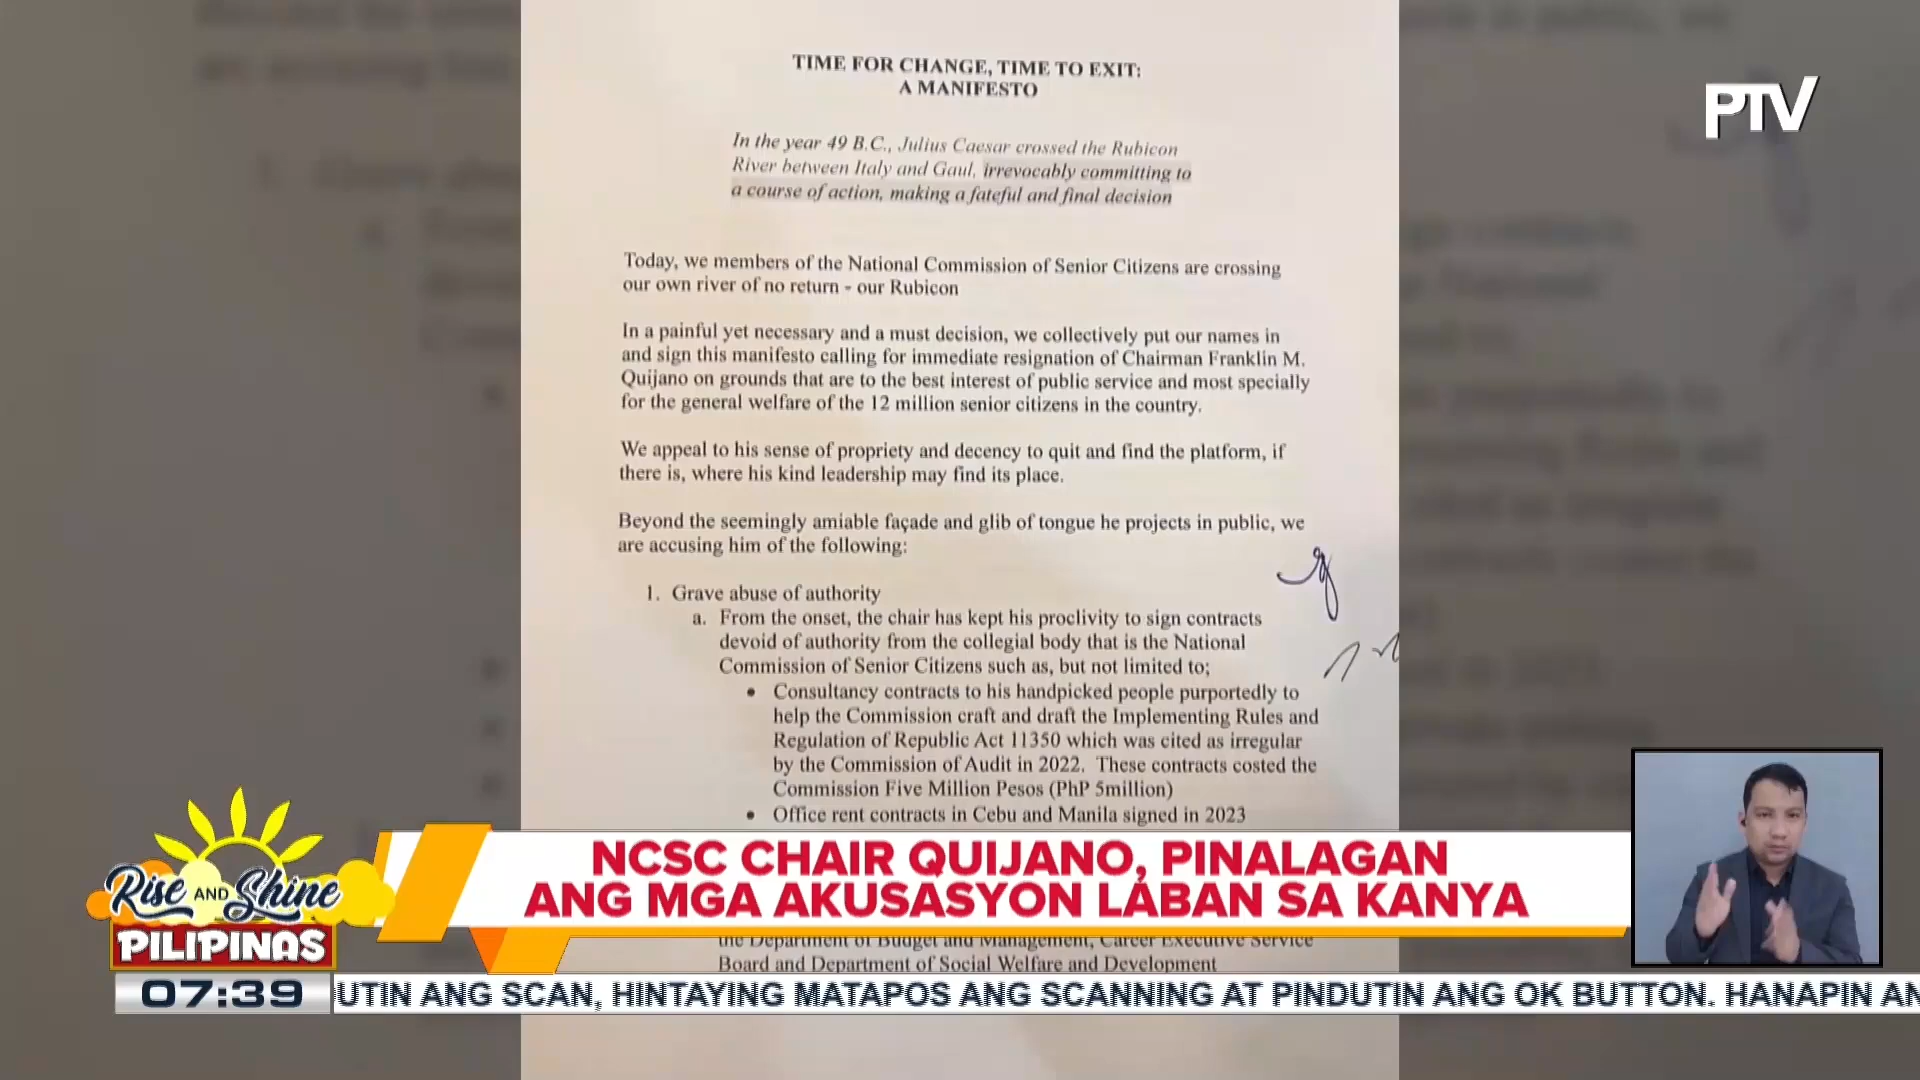 TIME FOR CHANGE, TIME TO EXIT:
A MANIFESTO
PTV
In the year 49 B.C., Julius Caesar crossed the Rubicon
River between Italy and Gaul, irrevocably committing to
a course of action, making a fateful and final decision
Today, we members of the National Commission of Senior Citizens are crossing
our own river of no return - our Rubicon
In a painful yet necessary and a must decision, we collectively put our names in
and sign this manifesto calling for immediate resignation of Chairman Franklin M.
Quijano on grounds that are to the best interest of public service and most specially
for the general welfare of the 12 million senior citizens in the country.
We appeal to his sense of propriety and decency to quit and find the platform, if
there is, where his kind leadership may find its place.
Beyond the seemingly amiable façade and glib of tongue he projects in public, we
are accusing him of the following:
1. Grave abuse of authority
a. From the onset, the chair has kept his proclivity to sign contracts
devoid of authority from the collegial body that is the National
Commission of Senior Citizens such as, but not limited to;
• Consultancy contracts to his handpicked people purportedly to
help the Commission craft and draft the Implementing Rules and
Regulation of Republic Act 11350 which was cited as irregular
by the Commission of Audit in 2022. These contracts costed the
Commission Five Million Pesos (PhP 5million)
• Office rent contracts in Cebu and Manila signed in 2023
NCSC CHAIR QUIJANO, PINALAGAN
ANG MGA AKUSASYON LABAN SA KANYA
the Department of Budget and Management, Career Executive Service
Board and Department of Social Welfare and Development
Rise AND Shine
PILIPINAS
07:39
UTIN ANG SCAN, HINTAYING MATAPOS ANG SCANNING AT PINDUTIN ANG OK BUTTON. HANAPIN AN